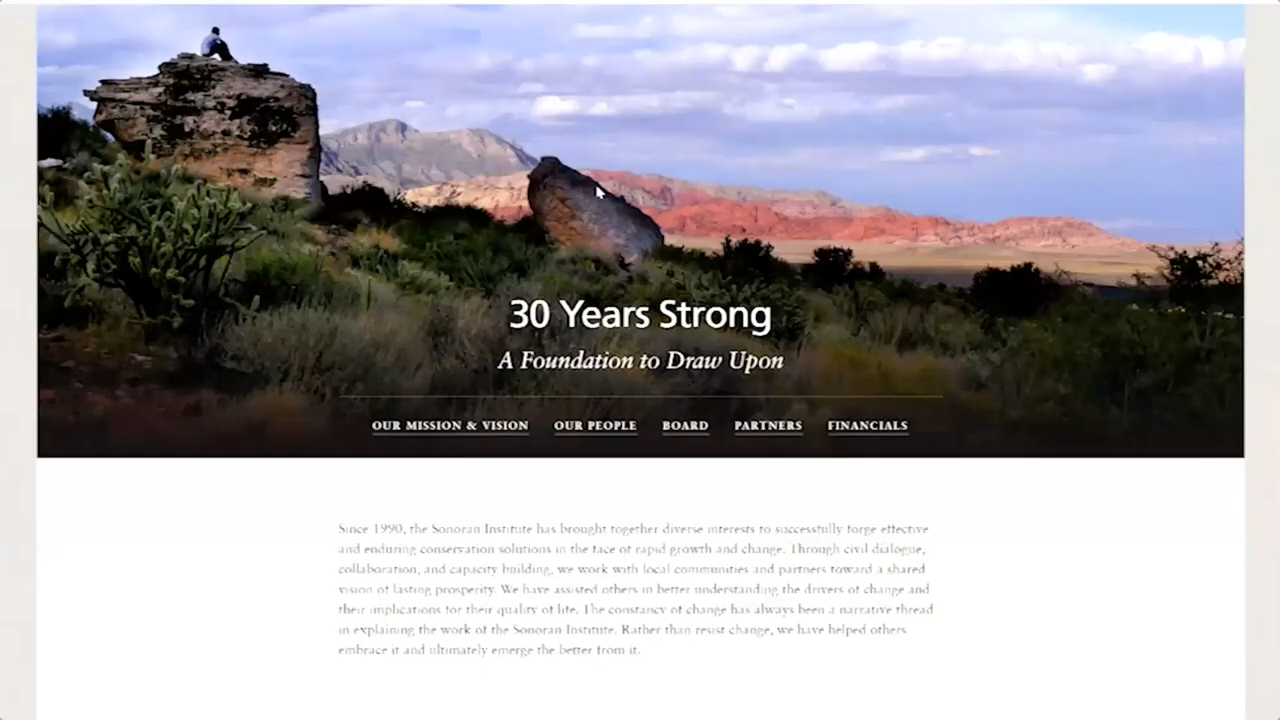 30 Years Strong
A Foundation to Draw Upon
OUR MISSION & VISION OUR PEOPLE BOARD PARTNERS FINANCIALS
Since 1990, the Sonoran Institute has brought together diverse interests to successfully forge effective
and enduring conservation solutions in the face of rapid growth and change. Through civil dialogue,
collaboration, and capacity building, we work with local communities and partners toward a shared
vision of lasting prosperity. We have assisted others in better understanding the drivers of change and
their implications for their quality of life. The constancy of change has always been a narrative thread
in explaining the work of the Sonoran Institute. Rather than resist change, we have helped others
embrace it and ultimately emerge the better from it.